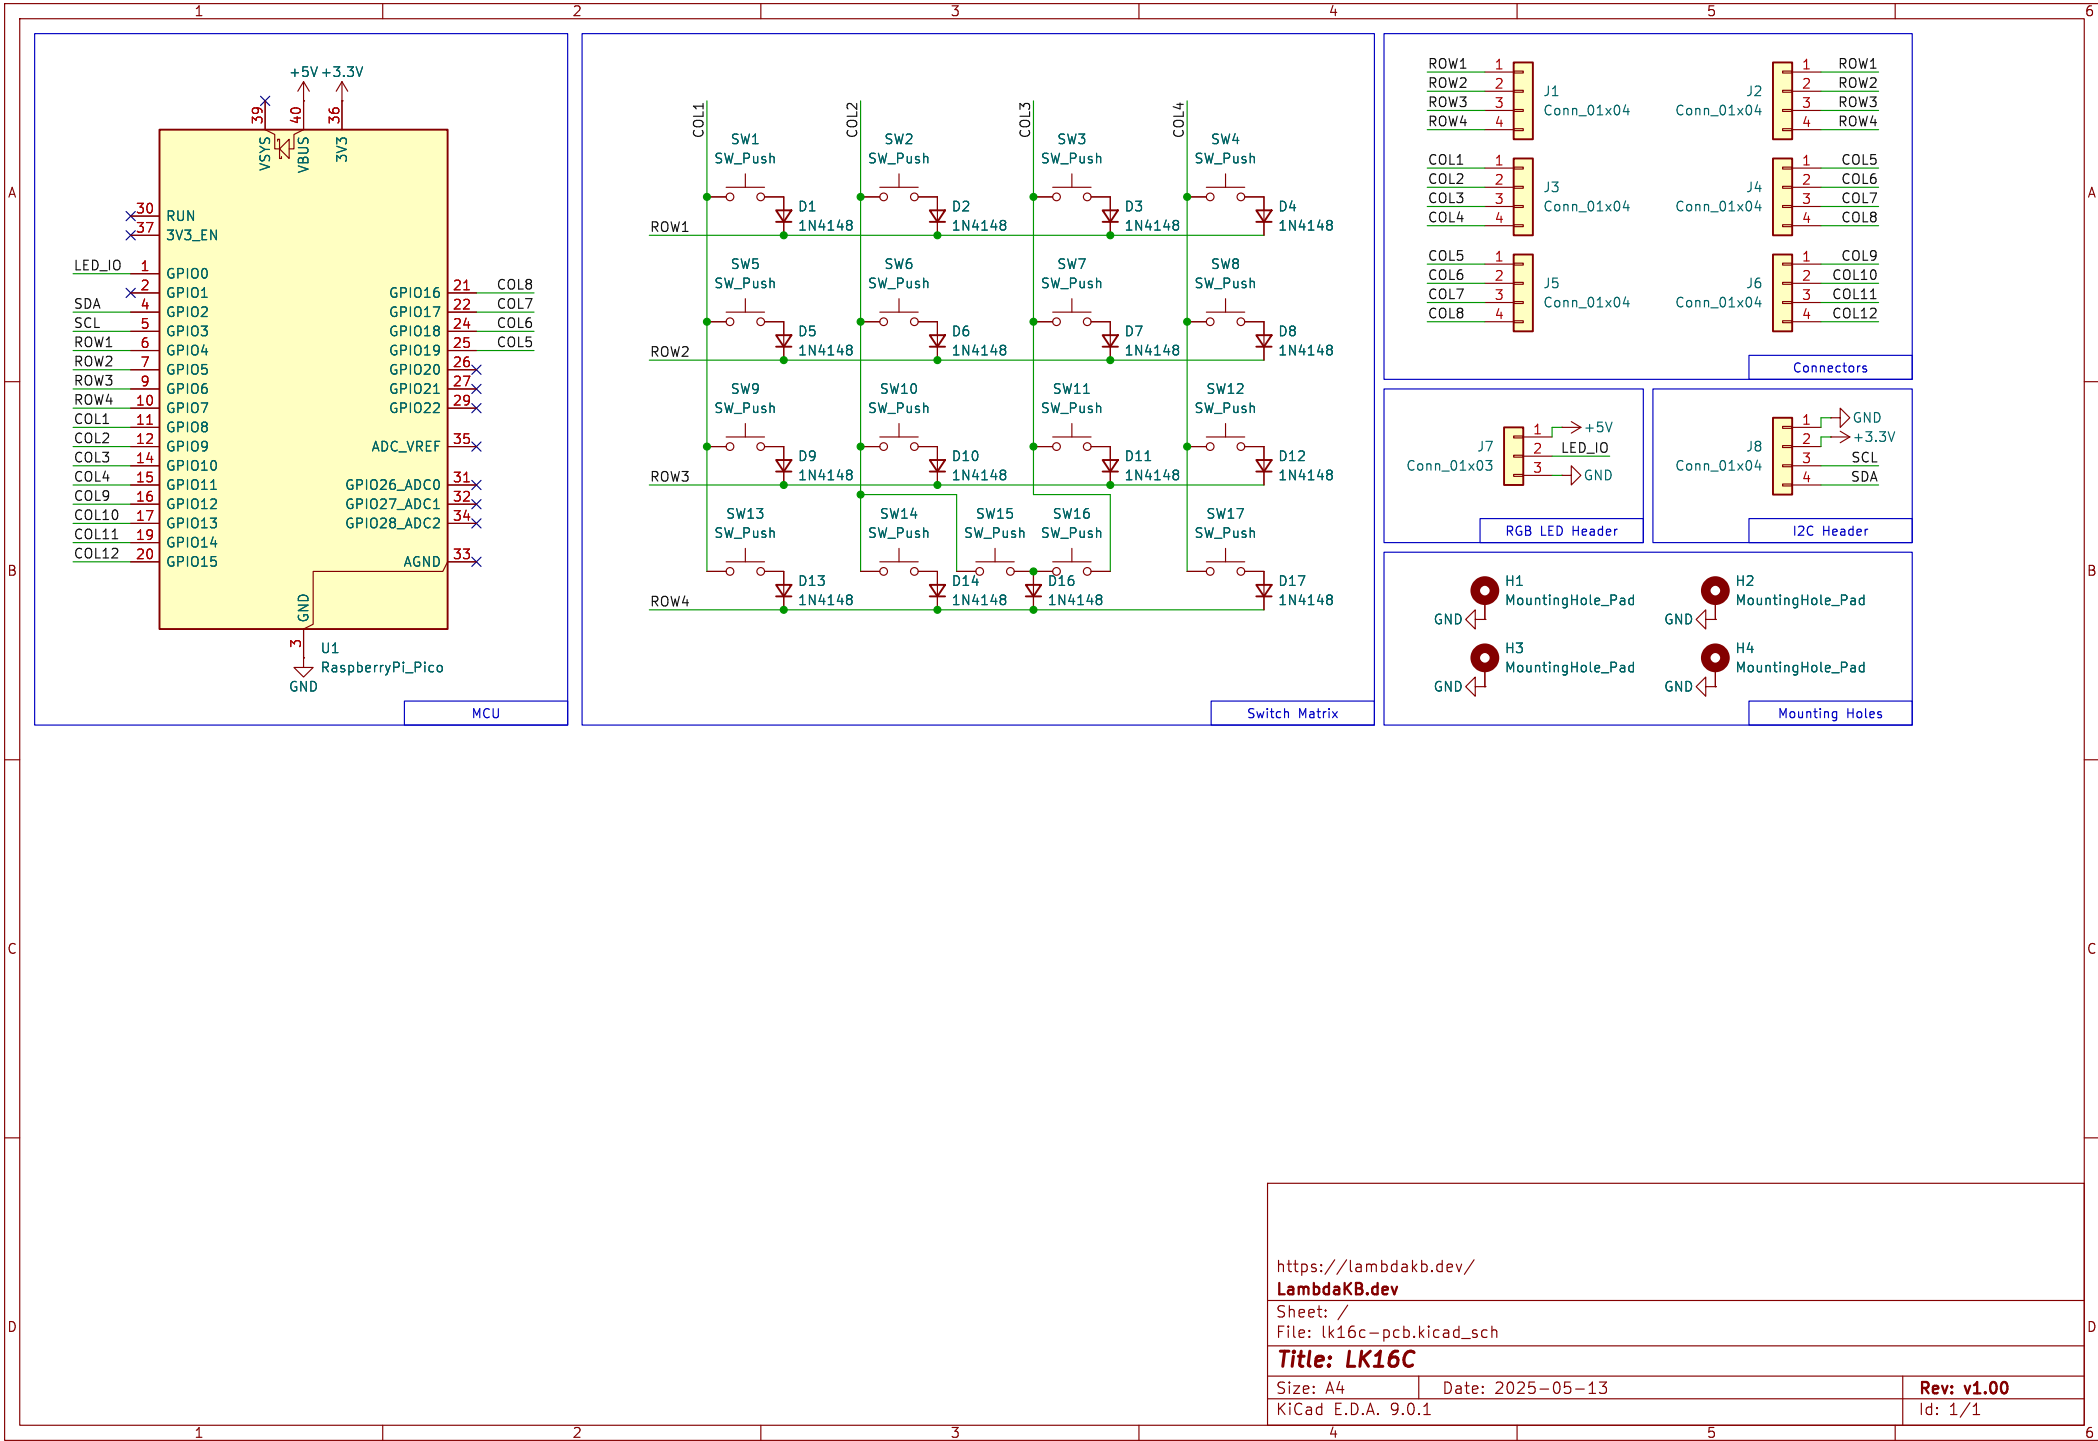 1 2 3 4 5 6
A
B
C
D
+5V +3.3V
39 40 36
VSYS VBUS 3V3
30 RUN
37 3V3_EN
LED_IO 1 GPIO0
2 GPIO1
SDA 4 GPIO2
SCL 5 GPIO3
ROW1 6 GPIO4
ROW2 7 GPIO5
ROW3 9 GPIO6
ROW4 10 GPIO7
COL1 11 GPIO8
COL2 12 GPIO9
COL3 14 GPIO10
COL4 15 GPIO11
COL9 16 GPIO12
COL10 17 GPIO13
COL11 19 GPIO14
COL12 20 GPIO15
GPIO16 21 COL8
GPIO17 22 COL7
GPIO18 24 COL6
GPIO19 25 COL5
GPIO20 26
GPIO21 27
GPIO22 29
ADC_VREF 35
GPIO26_ADC0 31
GPIO27_ADC1 32
GPIO28_ADC2 34
AGND 33
GND
3
U1
RaspberryPi_Pico
GND
MCU
COL1 COL2 COL3 COL4
SW1 SW2 SW3 SW4
SW_Push SW_Push SW_Push SW_Push
D1 D2 D3 D4
1N4148 1N4148 1N4148 1N4148
ROW1
SW5 SW6 SW7 SW8
SW_Push SW_Push SW_Push SW_Push
D5 D6 D7 D8
1N4148 1N4148 1N4148 1N4148
ROW2
SW9 SW10 SW11 SW12
SW_Push SW_Push SW_Push SW_Push
D9 D10 D11 D12
1N4148 1N4148 1N4148 1N4148
ROW3
SW13 SW14 SW15 SW16 SW17
SW_Push SW_Push SW_Push SW_Push SW_Push
D13 D14 D16 D17
1N4148 1N4148 1N4148 1N4148
ROW4
Switch Matrix
ROW1 1
ROW2 2
ROW3 3
ROW4 4
J1
Conn_01x04
J2
Conn_01x04
1 ROW1
2 ROW2
3 ROW3
4 ROW4
COL1 1
COL2 2
COL3 3
COL4 4
J3
Conn_01x04
J4
Conn_01x04
1 COL5
2 COL6
3 COL7
4 COL8
COL5 1
COL6 2
COL7 3
COL8 4
J5
Conn_01x04
J6
Conn_01x04
1 COL9
2 COL10
3 COL11
4 COL12
Connectors
J7
Conn_01x03
1 +5V
2 LED_IO
3 GND
RGB LED Header
J8
Conn_01x04
1 GND
2 +3.3V
3 SCL
4 SDA
I2C Header
H1
MountingHole_Pad
GND
H2
MountingHole_Pad
GND
H3
MountingHole_Pad
GND
H4
MountingHole_Pad
GND
Mounting Holes
A
B
C
D
https://lambdakb.dev/
LambdaKB.dev
Sheet: /
File: lk16c-pcb.kicad_sch
Title: LK16C
Size: A4 Date: 2025-05-13 Rev: v1.00
KiCad E.D.A. 9.0.1 Id: 1/1
1 2 3 4 5 6